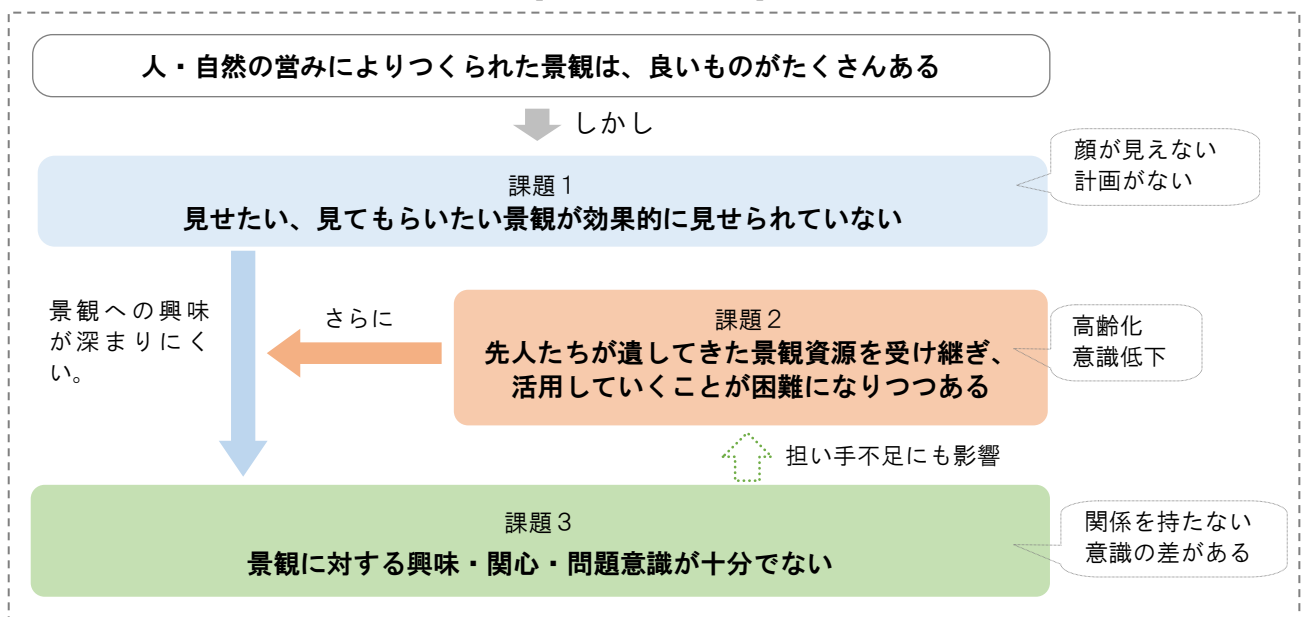 人・自然の営みによりつくられた景観は、良いものがたくさんある
しかし
顔が見えない
計画がない
課題１
見せたい、見てもらいたい景観が効果的に見せられていない
景観への興味
が深まりにく
い。
さらに
課題２
先人たちが遺してきた景観資源を受け継ぎ、
活用していくことが困難になりつつある
高齢化
意識低下
担い手不足にも影響
課題３
景観に対する興味・関心・問題意識が十分でない
関係を持たない
意識の差がある